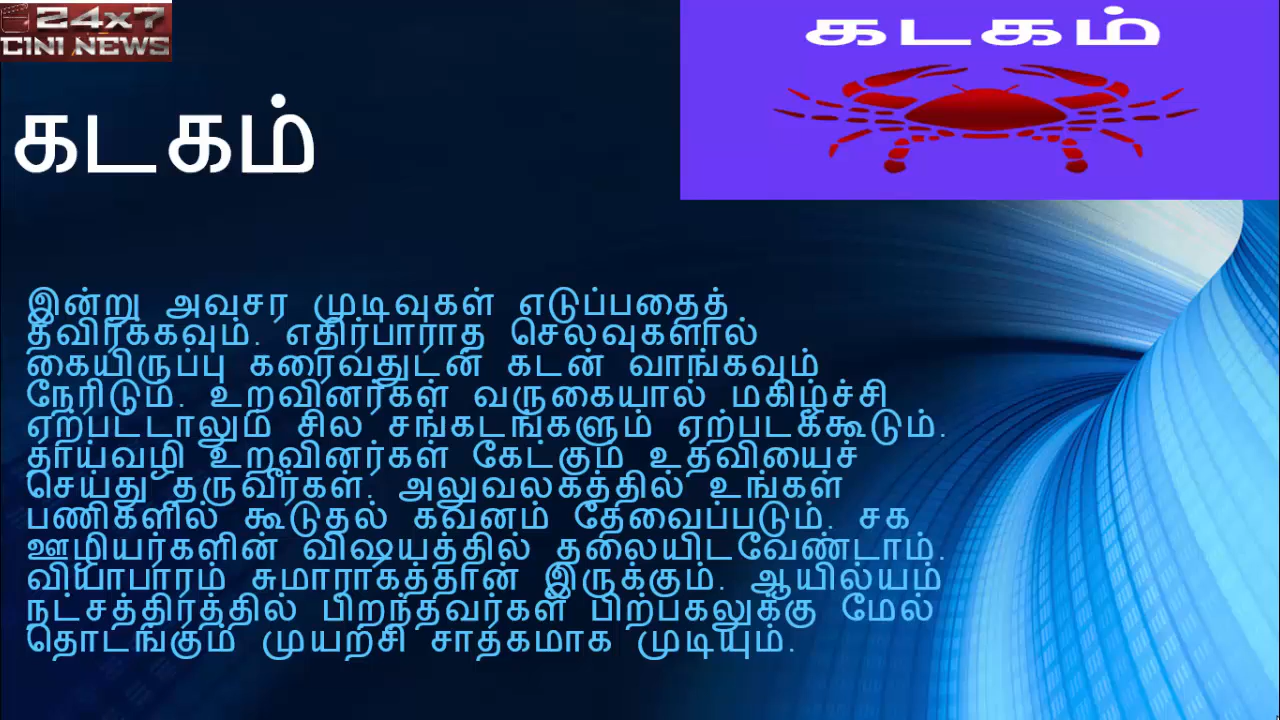 24x7
CINI NEWS
கடகம்
கடகம்
இன்று அவசர முடிவுகள் எடுப்பதைத்
தவிர்க்கவும். எதிர்பாராத செலவுகளால்
கையிருப்பு கரைவதுடன் கடன் வாங்கவும்
நேரிடும். உறவினர்கள் வருகையால் மகிழ்ச்சி
ஏற்பட்டாலும் சில சங்கடங்களும் ஏற்படக்கூடும்.
தாய்வழி உறவினர்கள் கேட்கும் உதவியைச்
செய்து தருவீர்கள். அலுவலகத்தில் உங்கள்
பணிகளில் கூடுதல் கவனம் தேவைப்படும். சக
ஊழியர்களின் விஷயத்தில் தலையிடவேண்டாம்.
வியாபாரம் சுமாராகத்தான் இருக்கும். ஆயில்யம்
நட்சத்திரத்தில் பிறந்தவர்கள் பிற்பகலுக்கு மேல்
தொடங்கும் முயற்சி சாதகமாக முடியும்.